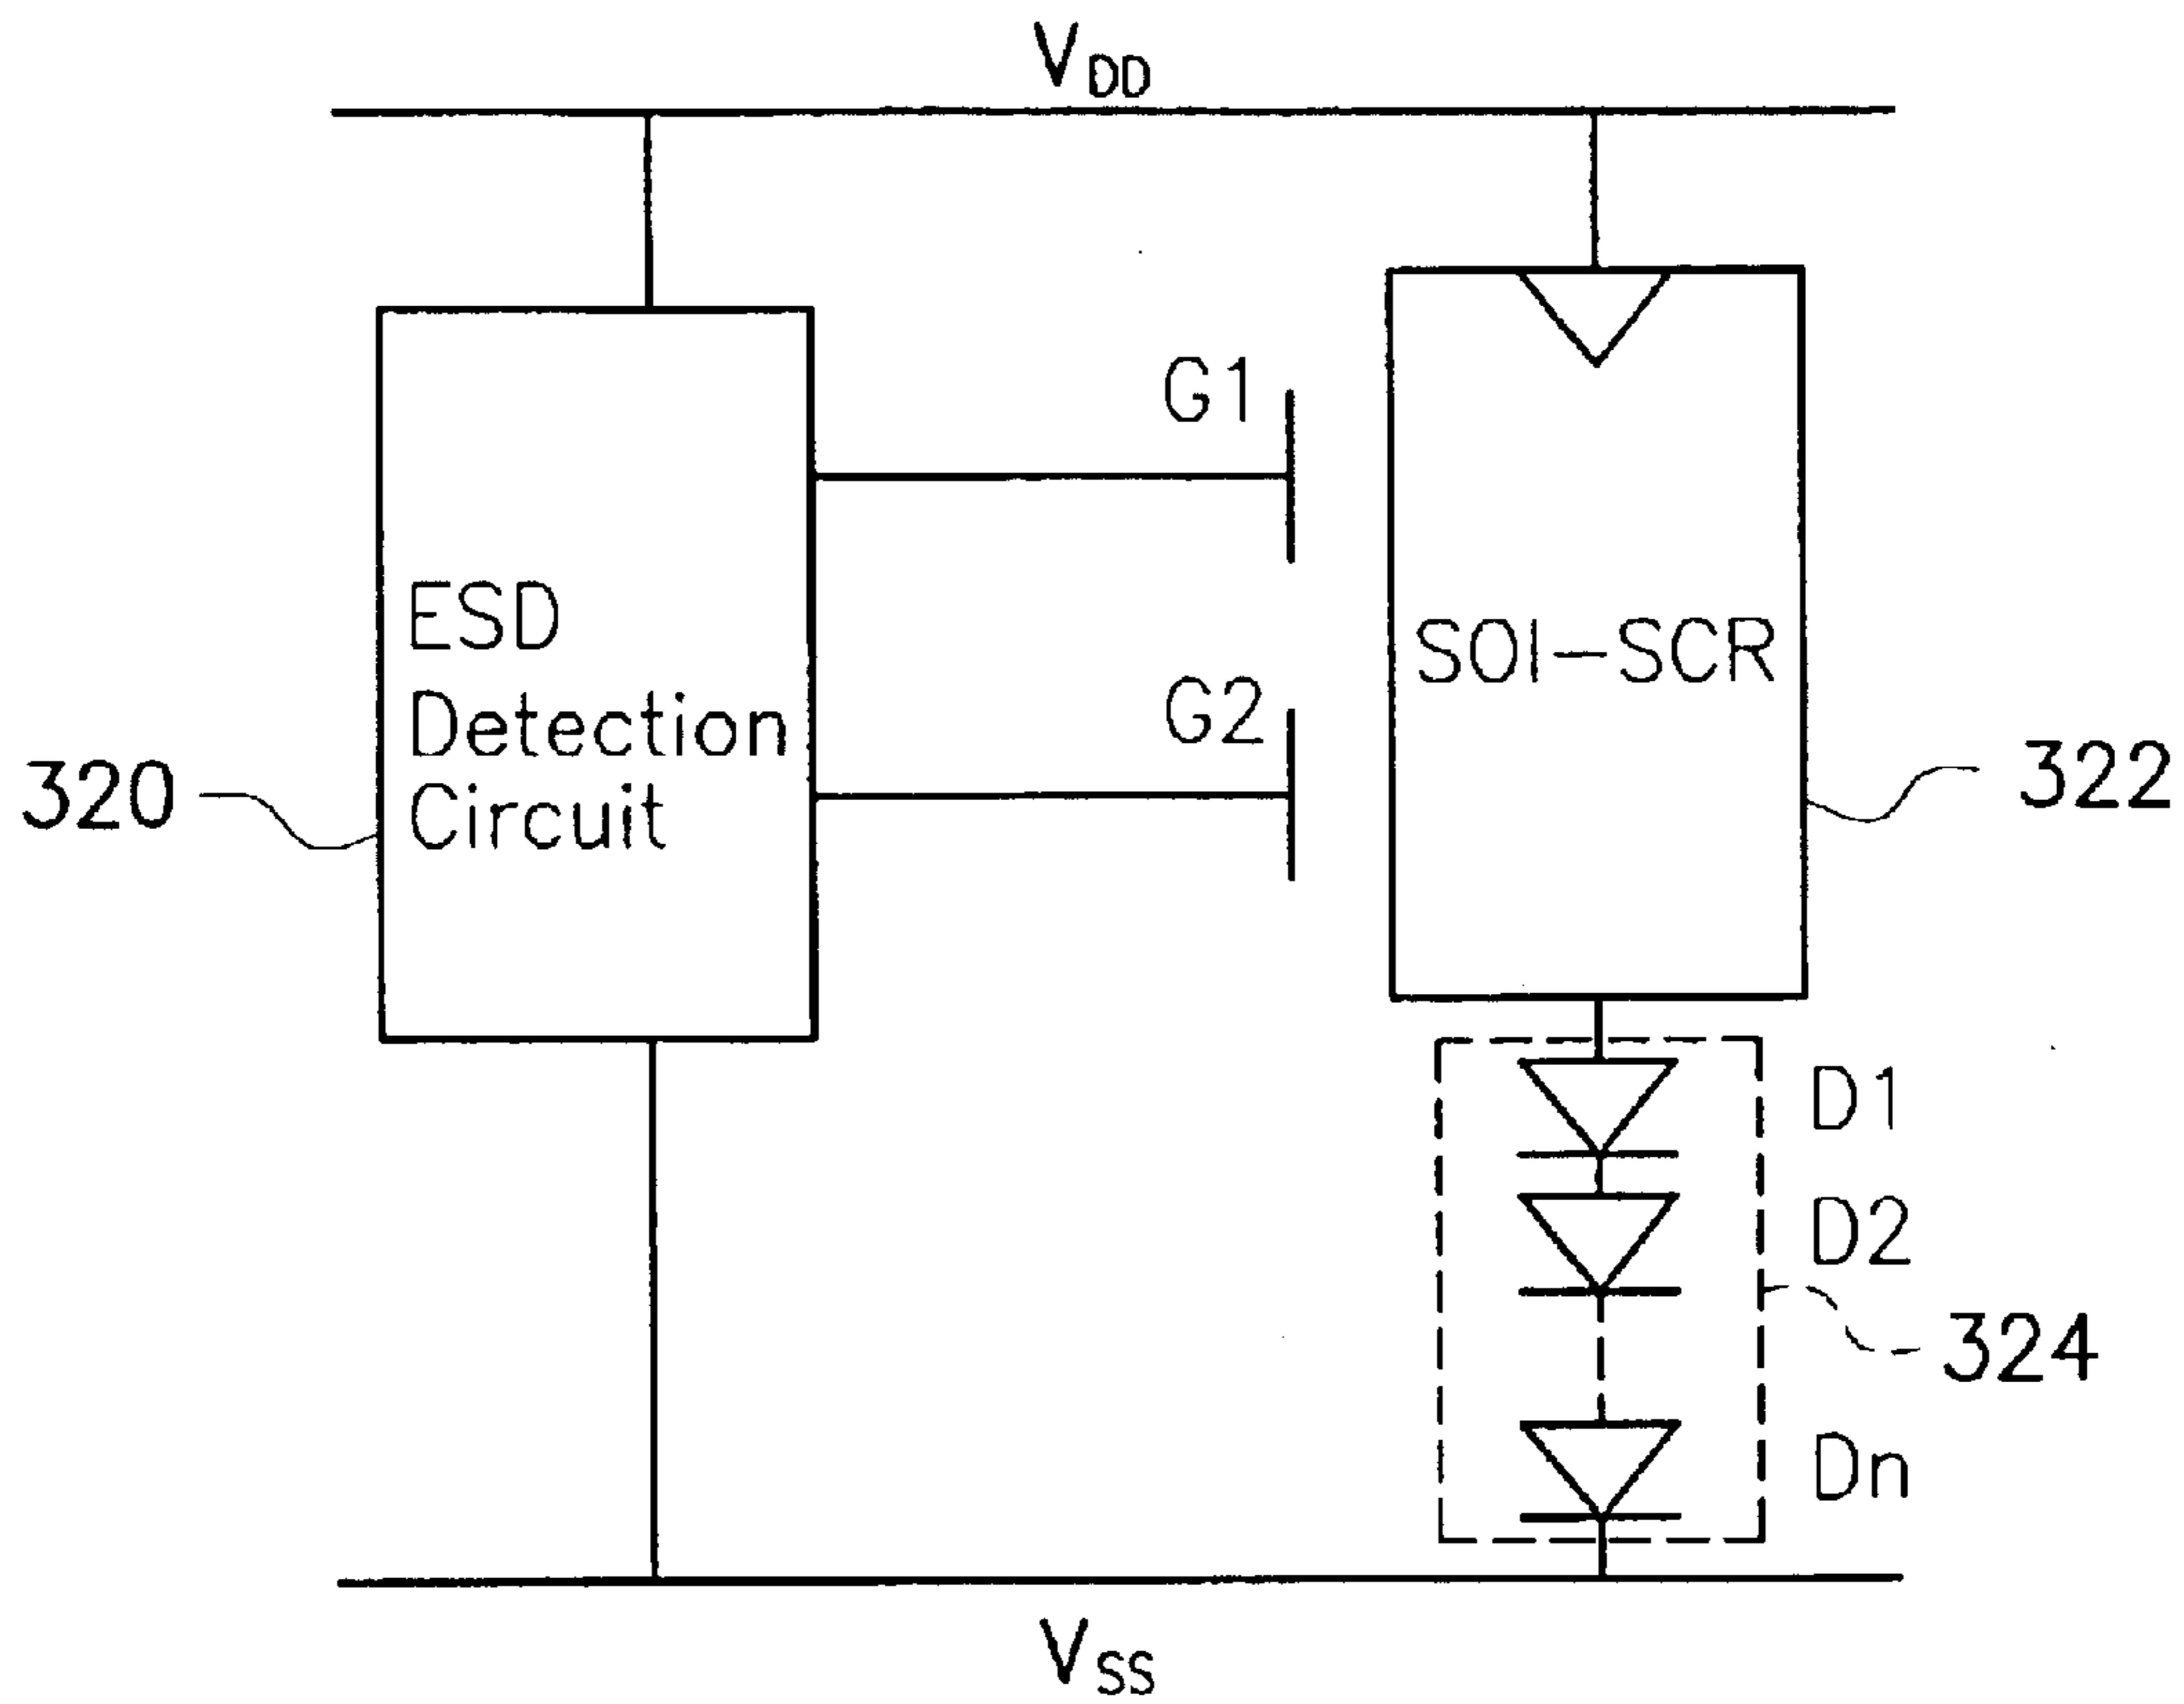 VDD
G1
ESD
Detection
Circuit
SOI-SCR
G2
320
322
D1
D2
324
Dn
VSS